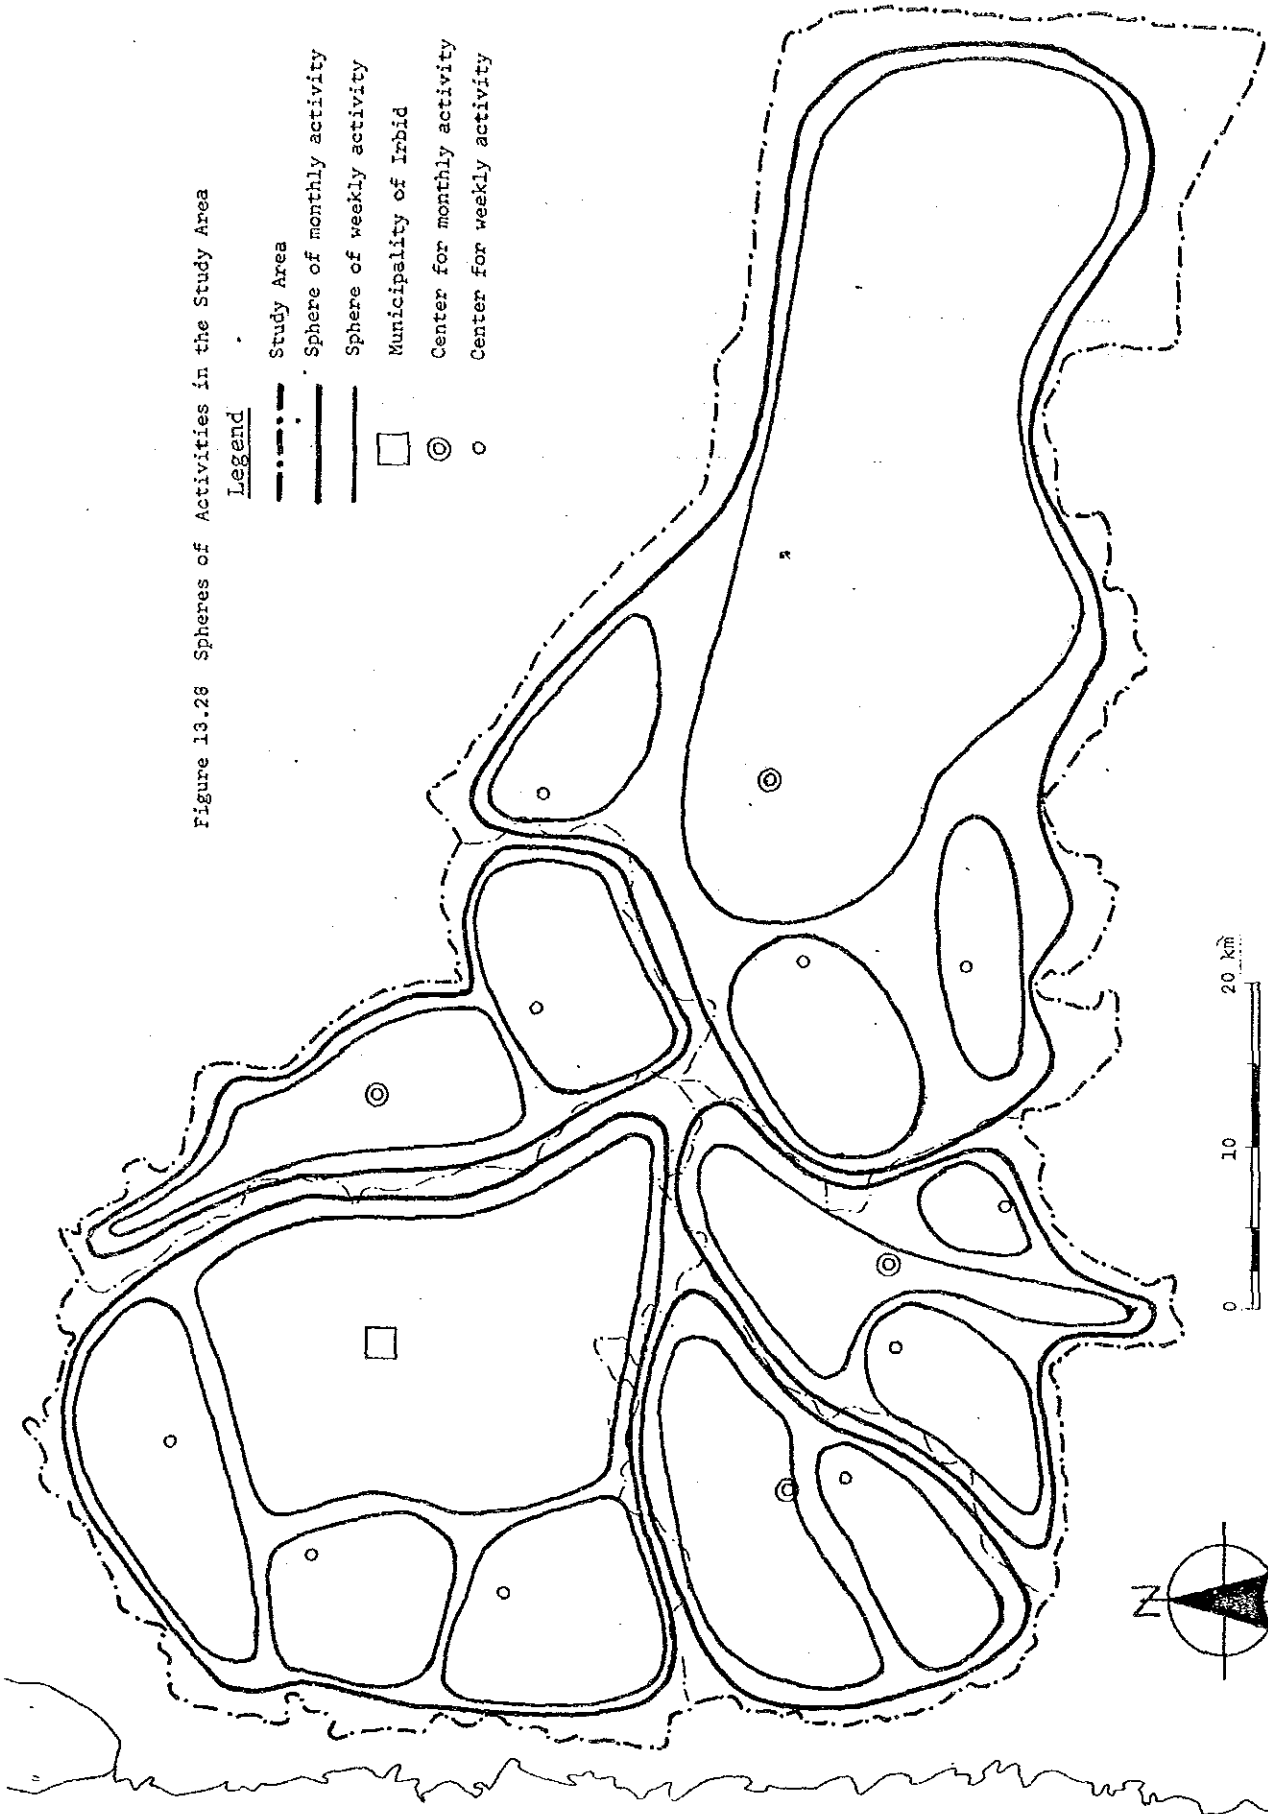 Figure 13.28 Spheres of Activities in the Study Area
Legend
Study Area
Sphere of monthly activity
Sphere of weekly activity
Municipality of Irbid
Center for monthly activity
Center for weekly activity
0 10 20 km
N